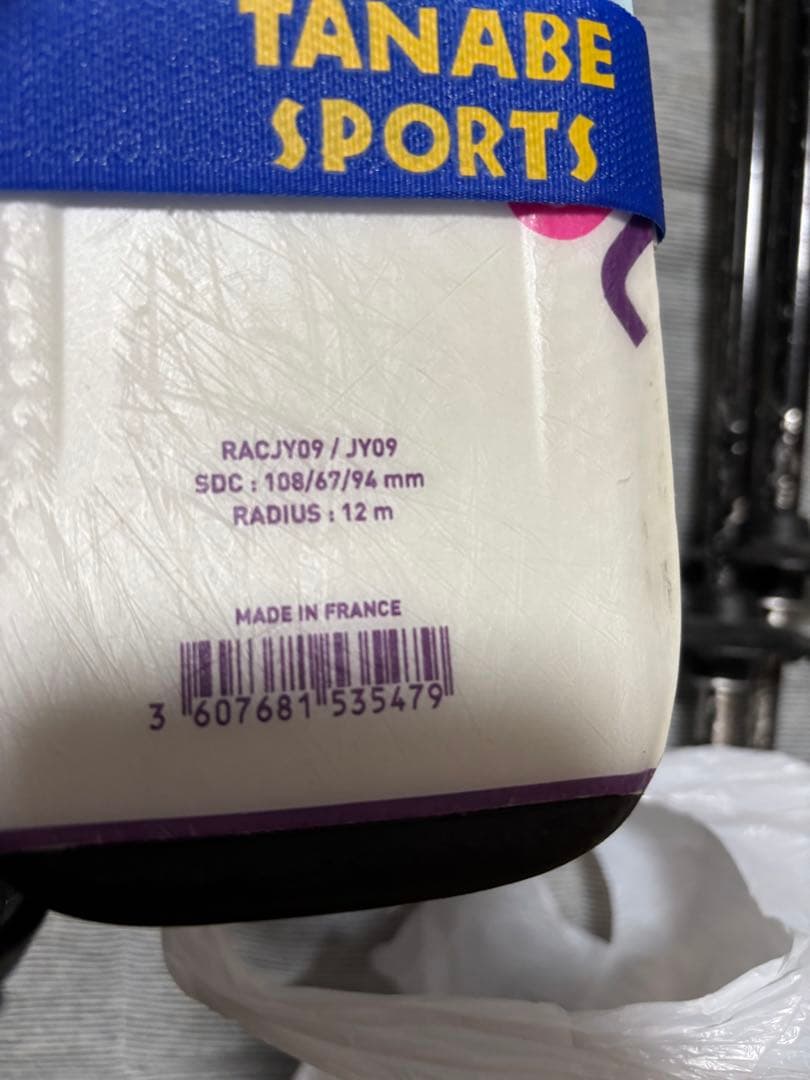 TANABE
SPORTS
RACJY09 / JY09
SDC : 108/67/94 mm
RADIUS : 12 m
MADE IN FRANCE
3 607681 535479